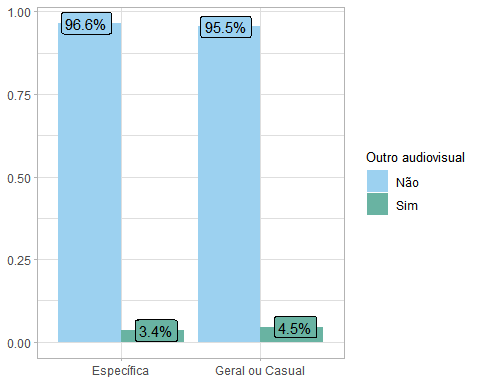 1.00
0.75
0.50
0.25
0.00
96.6%
95.5%
3.4%
4.5%
Específica
Geral ou Casual
Outro audiovisual
Não
Sim